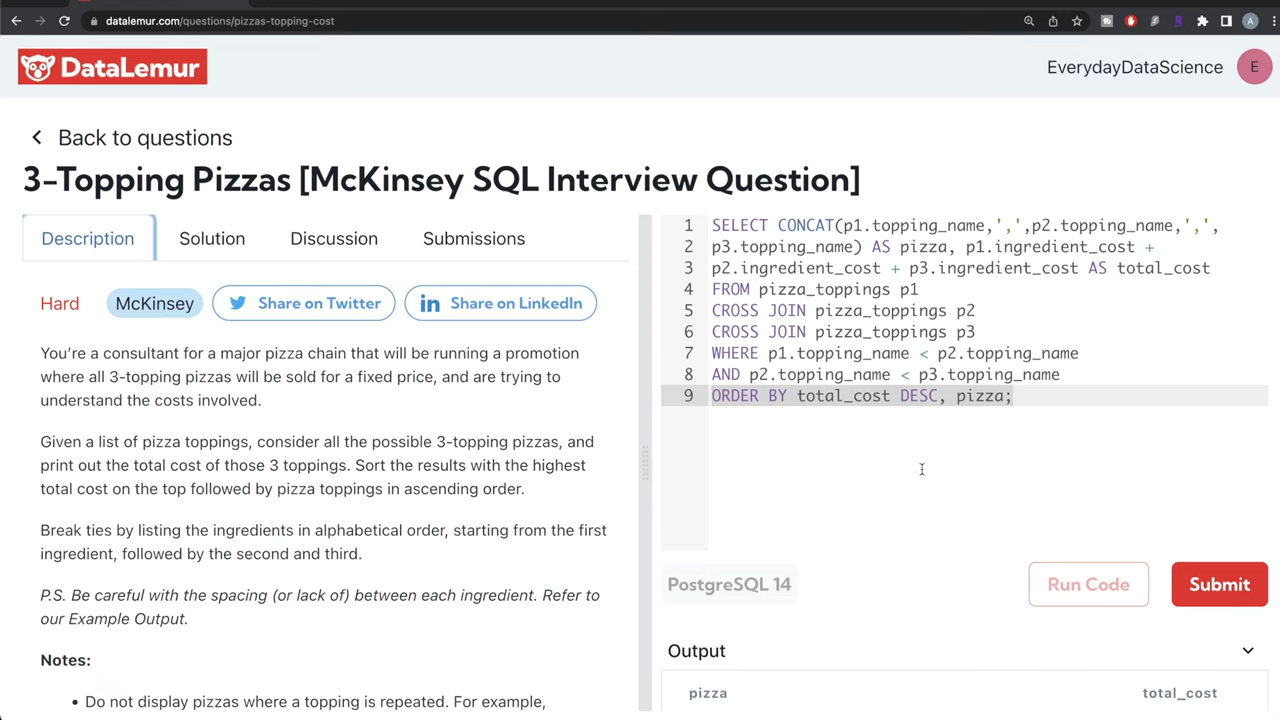 datalemur.com/questions/pizzas-topping-cost
A
DataLemur
EverydayDataScience
E
Back to questions
3-Topping Pizzas [McKinsey SQL Interview Question]
Description
Solution
Discussion
Submissions
Hard
McKinsey
Share on Twitter
Share on LinkedIn
You're a consultant for a major pizza chain that will be running a promotion
where all 3-topping pizzas will be sold for a fixed price, and are trying to
understand the costs involved.
Given a list of pizza toppings, consider all the possible 3-topping pizzas, and
print out the total cost of those 3 toppings. Sort the results with the highest
total cost on the top followed by pizza toppings in ascending order.
Break ties by listing the ingredients in alphabetical order, starting from the first
ingredient, followed by the second and third.
P.S. Be careful with the spacing (or lack of) between each ingredient. Refer to
our Example Output.
Notes:
• Do not display pizzas where a topping is repeated. For example,
1 SELECT CONCAT(p1.topping_name,',',p2.topping_name,',',
2 p3.topping_name) AS pizza, p1.ingredient_cost +
3 p2.ingredient_cost + p3.ingredient_cost AS total_cost
4 FROM pizza_toppings p1
5 CROSS JOIN pizza_toppings p2
6 CROSS JOIN pizza_toppings p3
7 WHERE p1.topping_name < p2.topping_name
8 AND p2.topping_name < p3.topping_name
9 ORDER BY total_cost DESC, pizza;
PostgreSQL 14
Run Code
Submit
Output
pizza
total_cost